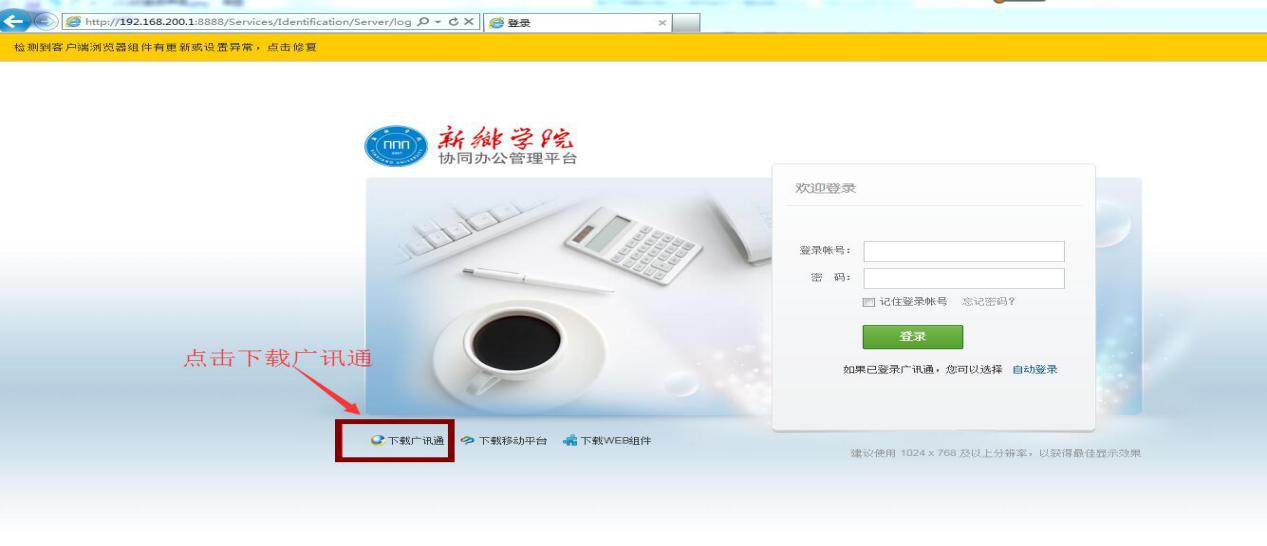 http://192.168.200.1:8888/Services/Identification/Server/log
登录
检测到客户端浏览器组件有更新或设置异常，点击修复
新乡学院
协同办公管理平台
欢迎登录
登录帐号：
密 码：
记住登录帐号 忘记密码?
登录
如果已登录广讯通，您可以选择 自动登录
点击下载广讯通
下载广讯通 下载移动平台 下载WEB组件
建议使用 1024 x 768 及以上分辨率，以获得最佳显示效果